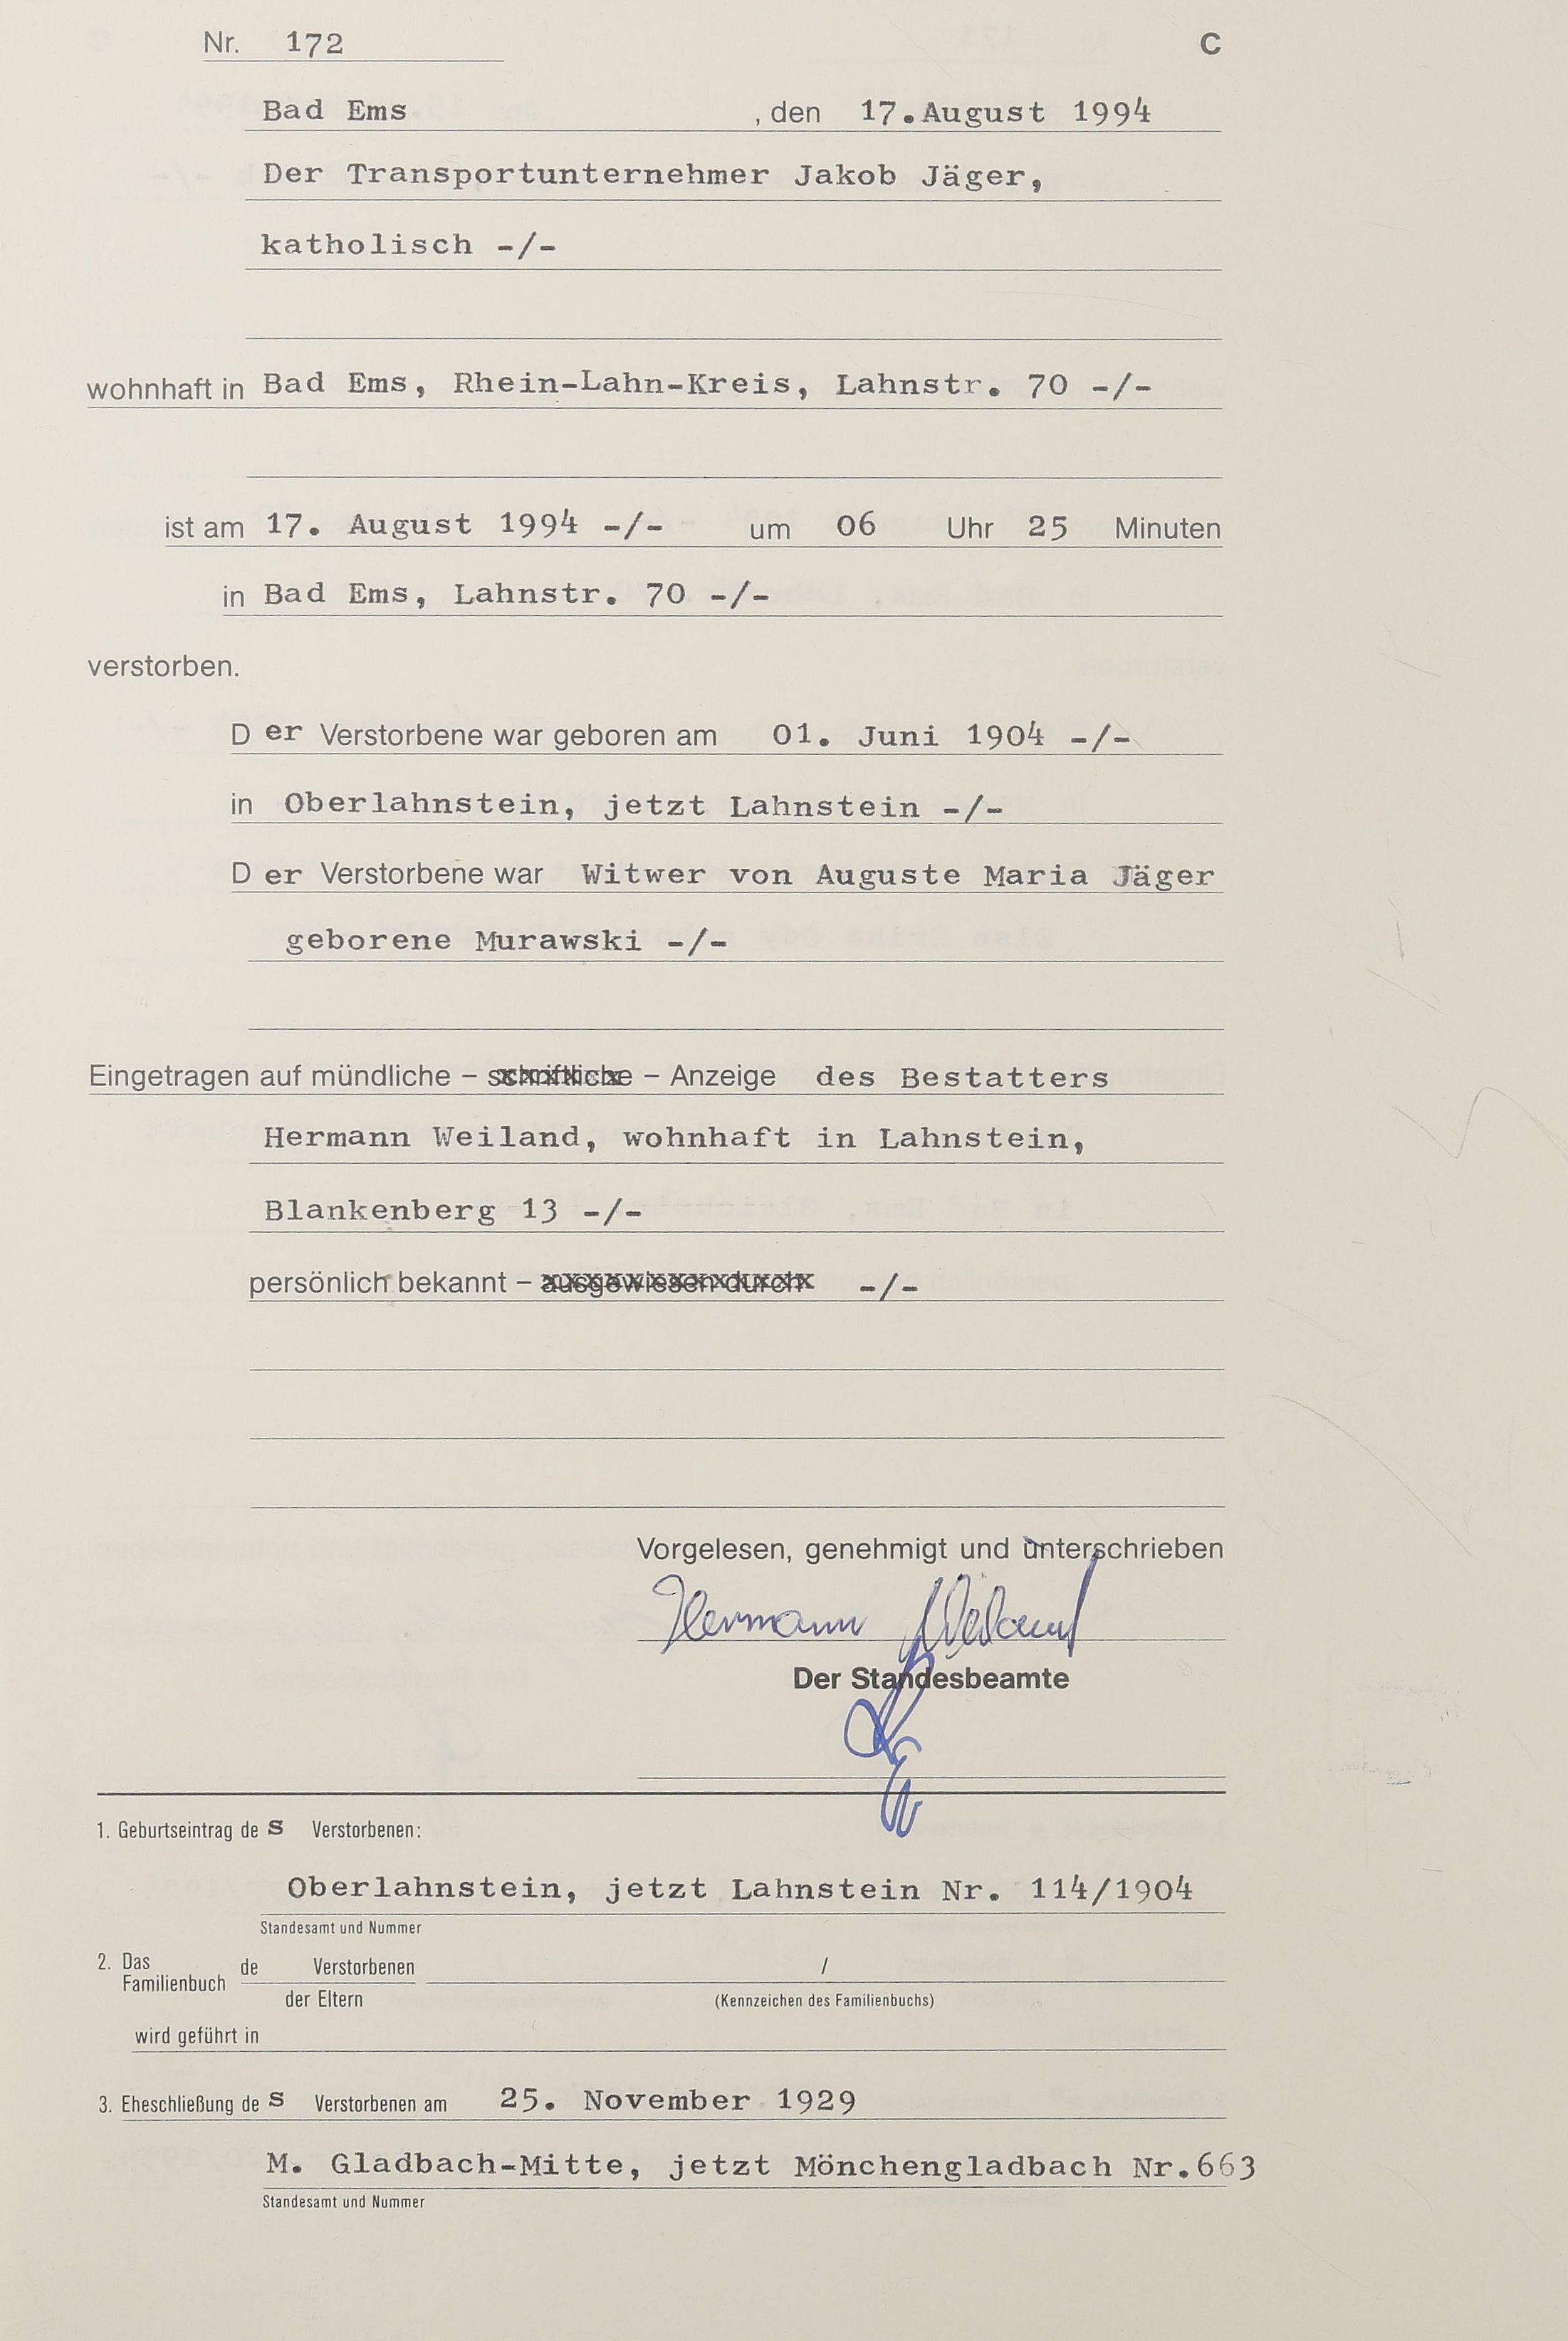 Nr. 172 C
Bad Ems , den 17.August 1994
Der Transportunternehmer Jakob Jäger,
katholisch -/-
wohnhaft in Bad Ems, Rhein-Lahn-Kreis, Lahnstr. 70 -/-
ist am 17. August 1994 -/- um 06 Uhr 25 Minuten
in Bad Ems, Lahnstr. 70 -/-
verstorben.
D er Verstorbene war geboren am 01. Juni 1904 -/-
in Oberlahnstein, jetzt Lahnstein -/-
D er Verstorbene war Witwer von Auguste Maria Jäger
geborene Murawski -/-
Eingetragen auf mündliche – schriftliche – Anzeige des Bestatters
Hermann Weiland, wohnhaft in Lahnstein,
Blankenberg 13 -/-
persönlich bekannt – ausgewiesen durch -/-
Vorgelesen, genehmigt und unterschrieben
Hermann Weiland
Der Standesbeamte
1. Geburtseintrag de s Verstorbenen:
Oberlahnstein, jetzt Lahnstein Nr. 114/1904
Standesamt und Nummer
2. Das Familienbuch de Verstorbenen /
der Eltern (Kennzeichen des Familienbuchs)
wird geführt in
3. Eheschließung de s Verstorbenen am 25. November 1929
M. Gladbach-Mitte, jetzt Mönchengladbach Nr.663
Standesamt und Nummer